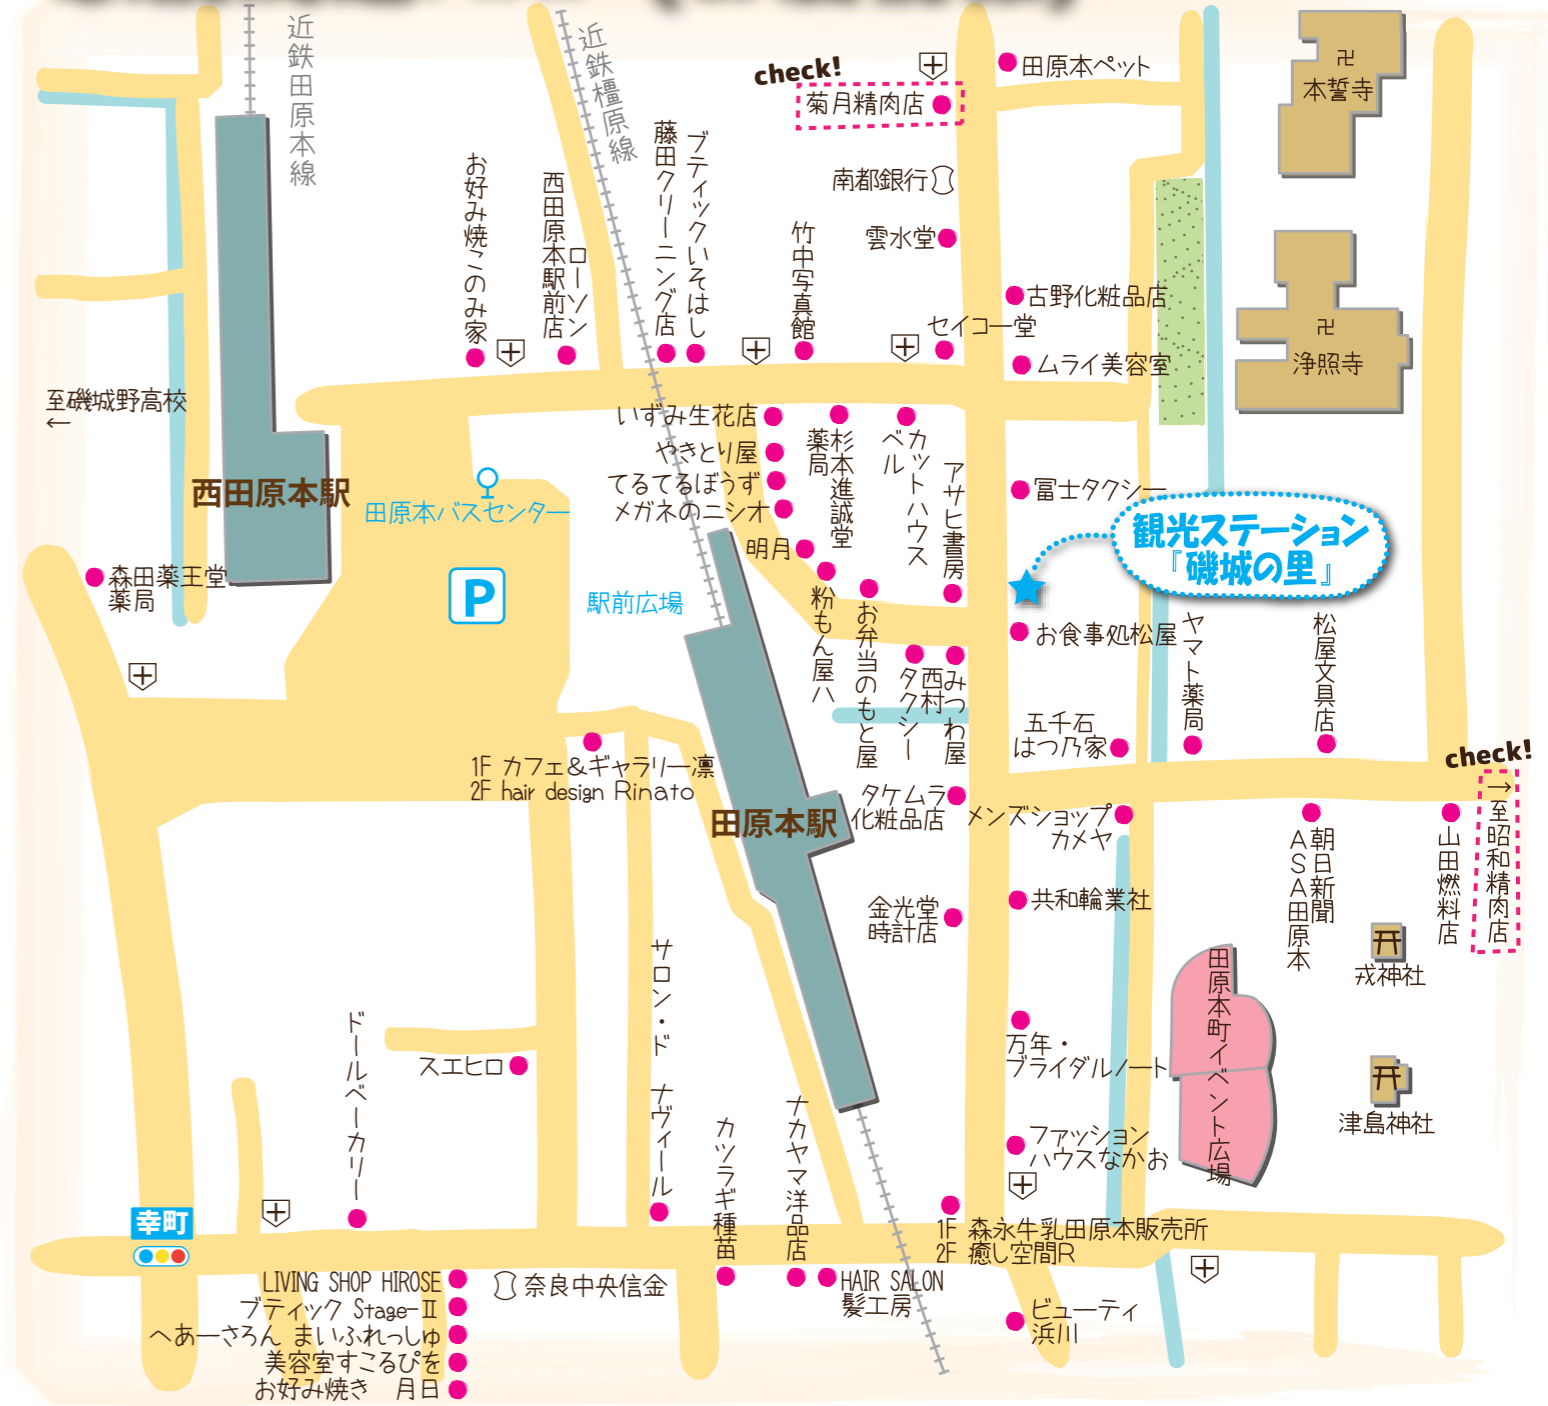 近鉄田原本線
近鉄橿原線
check!
菊月精肉店
田原本ペット
卍
本誓寺
南都銀行
雲水堂
お好み焼このみ家
ローソン
西田原本駅前店
藤田クリーニング店
ブティックいそはし
竹中写真館
セイコー堂
古野化粧品店
ムライ美容室
卍
浄照寺
至磯城野高校
←
西田原本駅
田原本バスセンター
P
駅前広場
森田薬王堂
薬局
いずみ生花店
やきとり屋
てるてるぼうず
メガネのニシオ
明月
杉本進誠堂
薬局
カットハウス
ベル
アサヒ書房
冨士タクシー
観光ステーション
『磯城の里』
粉もん屋ハ
お弁当のもと屋
西村
タクシー
みつわ屋
お食事処松屋
ヤマト薬局
松屋文具店
五千石
はつ乃家
1F カフェ&ギャラリー凛
2F hair design Rinato
田原本駅
タケムラ
化粧品店
メンズショップ
カメヤ
check!
→至昭和精肉店
朝日新聞
ASA田原本
山田燃料店
金光堂
時計店
共和輪業社
戎神社
田原本町イベント広場
万年・
ブライダルノート
津島神社
サロン・ド ナヴィール
ドールベーカリー
スエヒロ
カツラギ種苗
ナカヤマ洋品店
ファッション
ハウスなかお
幸町
1F 森永牛乳田原本販売所
2F 癒し空間R
LIVING SHOP HIROSE
ブティック Stage-Ⅱ
へあーさろん まいふれっしゅ
美容室すこるぴを
お好み焼き 月日
奈良中央信金
HAIR SALON
髪工房
ビューティ
浜川